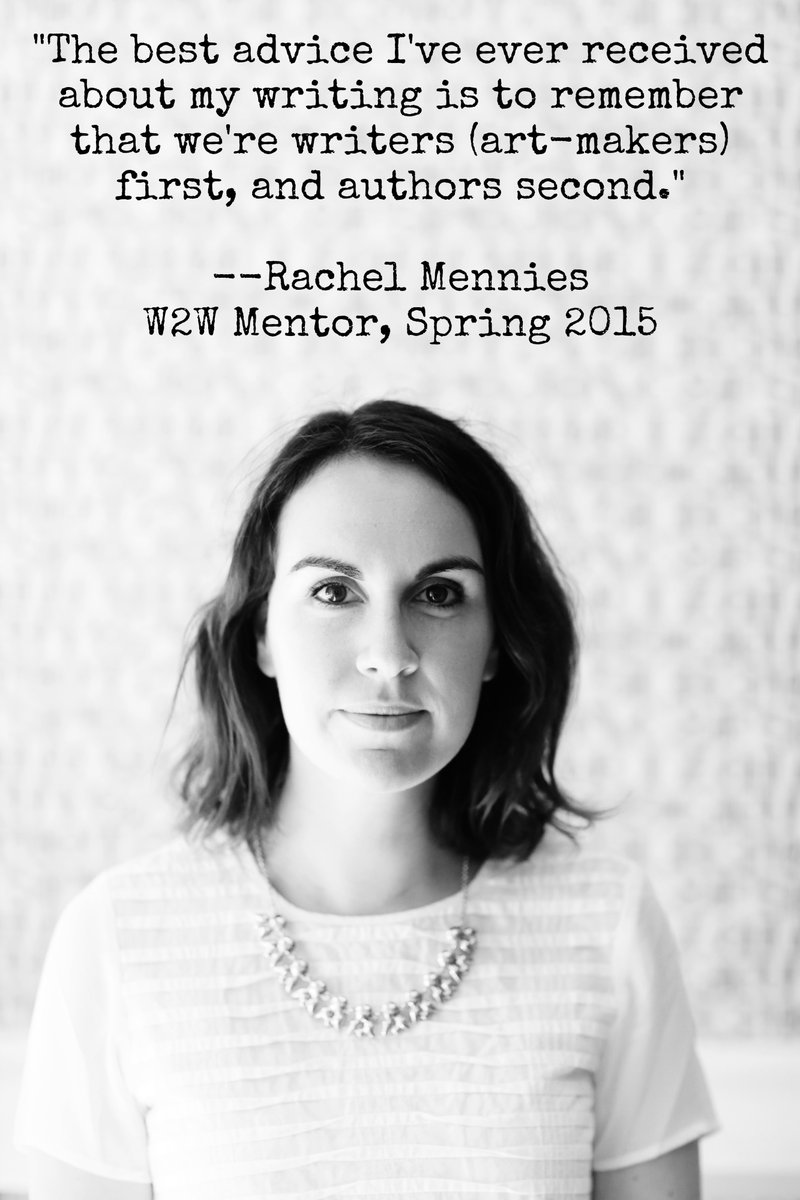 "The best advice I've ever received
about my writing is to remember
that we're writers (art-makers)
first, and authors second."
--Rachel Mennies
W2W Mentor, Spring 2015